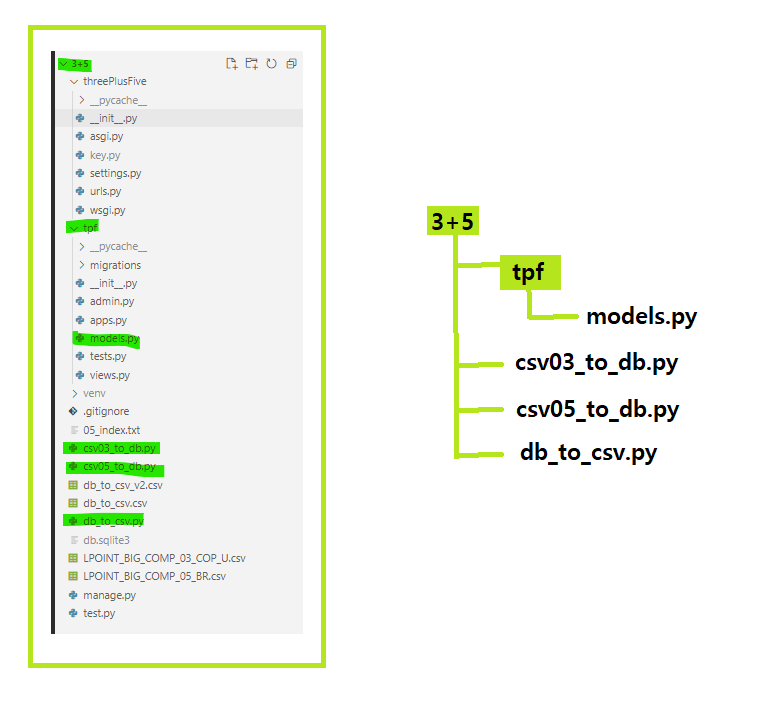 3+5
threePlusFive
__pycache__
__init__.py
asgi.py
key.py
settings.py
urls.py
wsgi.py
tpf
__pycache__
migrations
__init__.py
admin.py
apps.py
models.py
tests.py
views.py
venv
.gitignore
05_index.txt
csv03_to_db.py
csv05_to_db.py
db_to_csv_v2.csv
db_to_csv.csv
db_to_csv.py
db.sqlite3
LPOINT_BIG_COMP_03_COP_U.csv
LPOINT_BIG_COMP_05_BR.csv
manage.py
test.py
3+5
tpf
models.py
csv03_to_db.py
csv05_to_db.py
db_to_csv.py